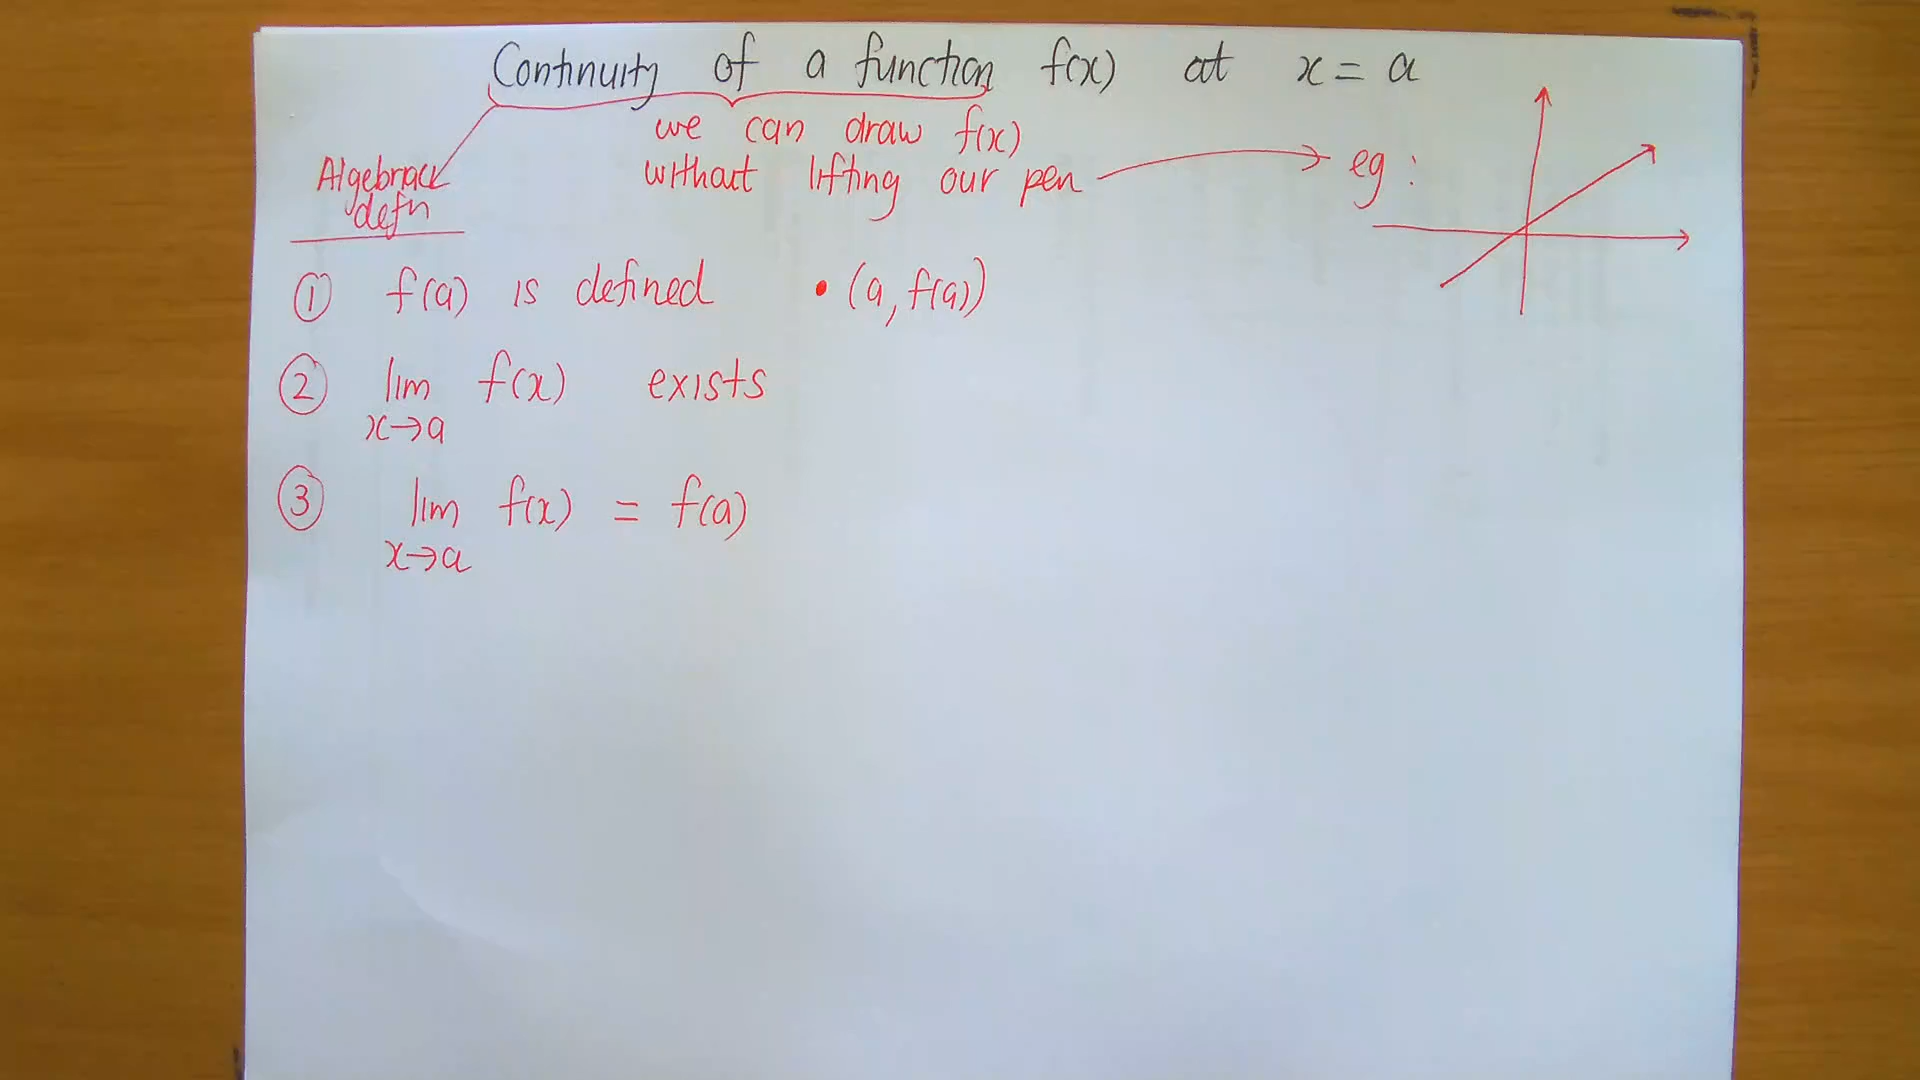 Continuity of a function f(x) at x = a
we can draw f(x)
without lifting our pen → eg :
Algebraic
defn
① f(a) is defined • (a, f(a))
② lim f(x) exists
x→a
③ lim f(x) = f(a)
x→a